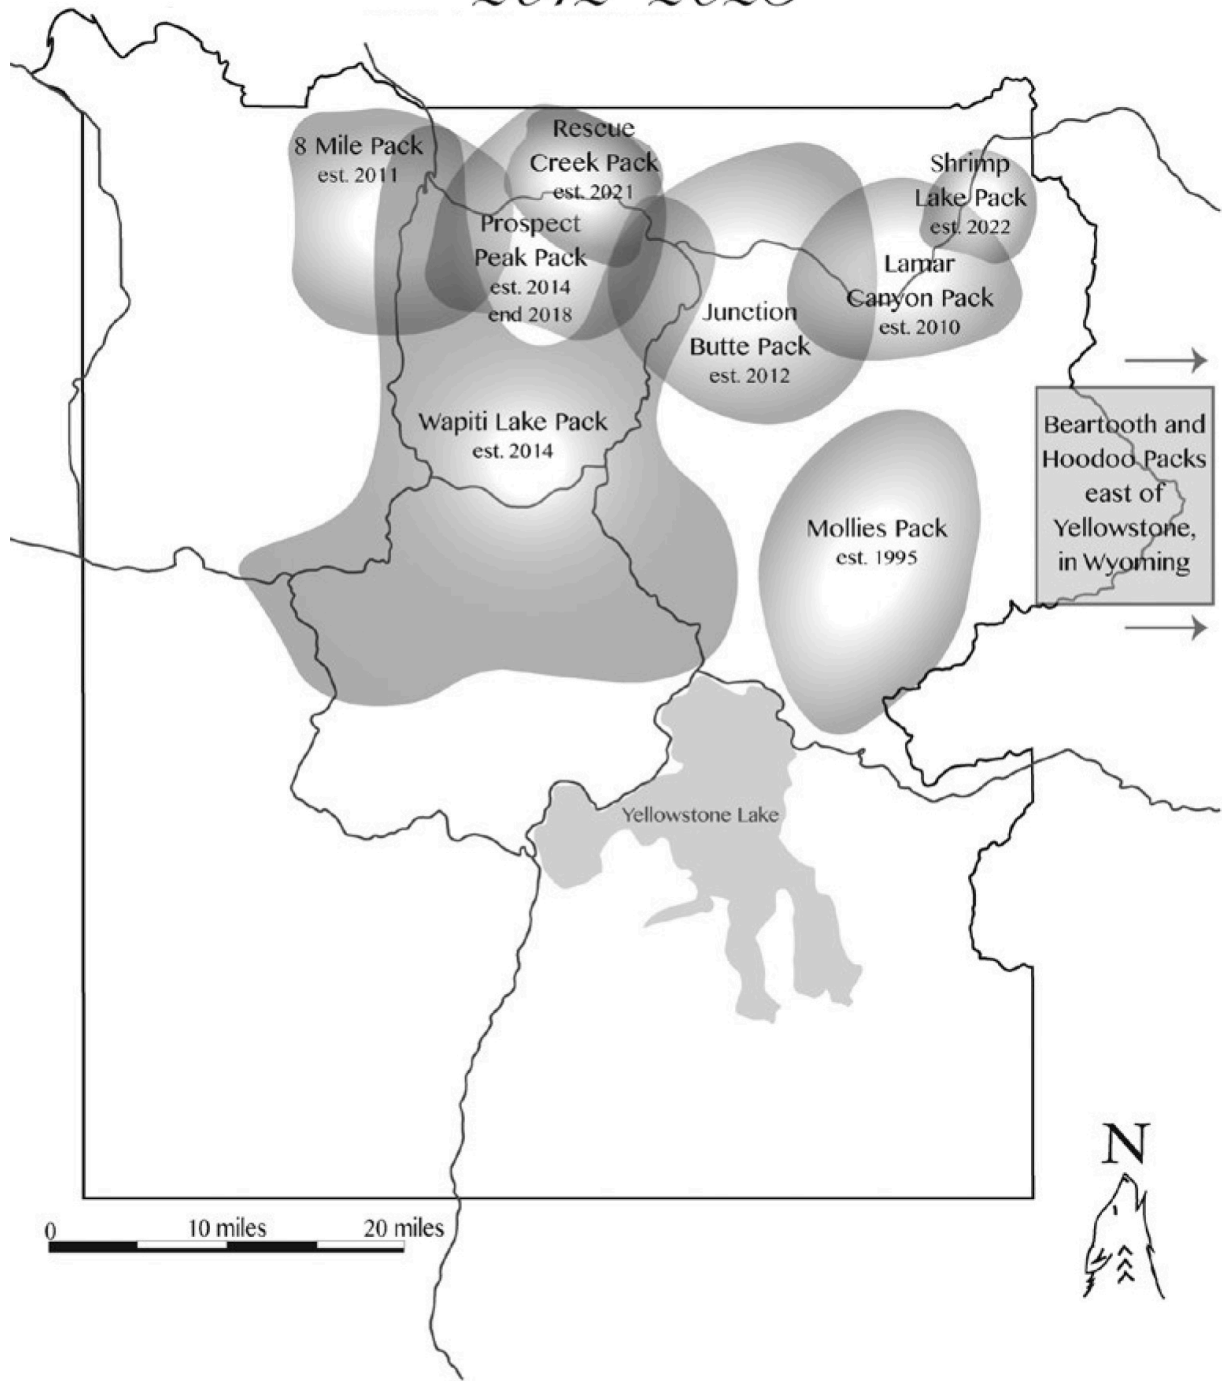 8 Mile Pack
est. 2011
Rescue
Creek Pack
est. 2021
Prospect
Peak Pack
est. 2014
end 2018
Shrimp
Lake Pack
est. 2022
Lamar
Canyon Pack
est. 2010
Junction
Butte Pack
est. 2012
Wapiti Lake Pack
est. 2014
Mollies Pack
est. 1995
Beartooth and
Hoodoo Packs
east of
Yellowstone,
in Wyoming
Yellowstone Lake
N
0 10 miles 20 miles